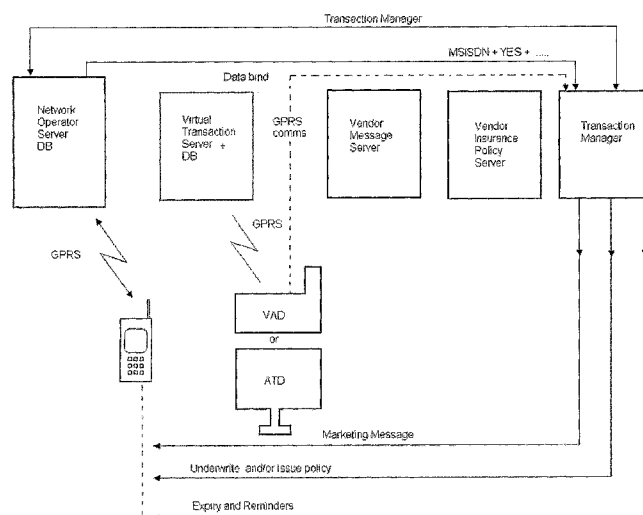 Transaction Manager
MSISDN + YES + .....
Data bind
Network
Operator
Server
DB
Virtual
Transaction
Server +
DB
GPRS
comms
Vendor
Message
Server
Vendor
Insurance
Policy
Server
Transaction
Manager
GPRS
GPRS
VAD
or
ATD
Marketing Message
Underwrite and/or issue policy
Expiry and Reminders